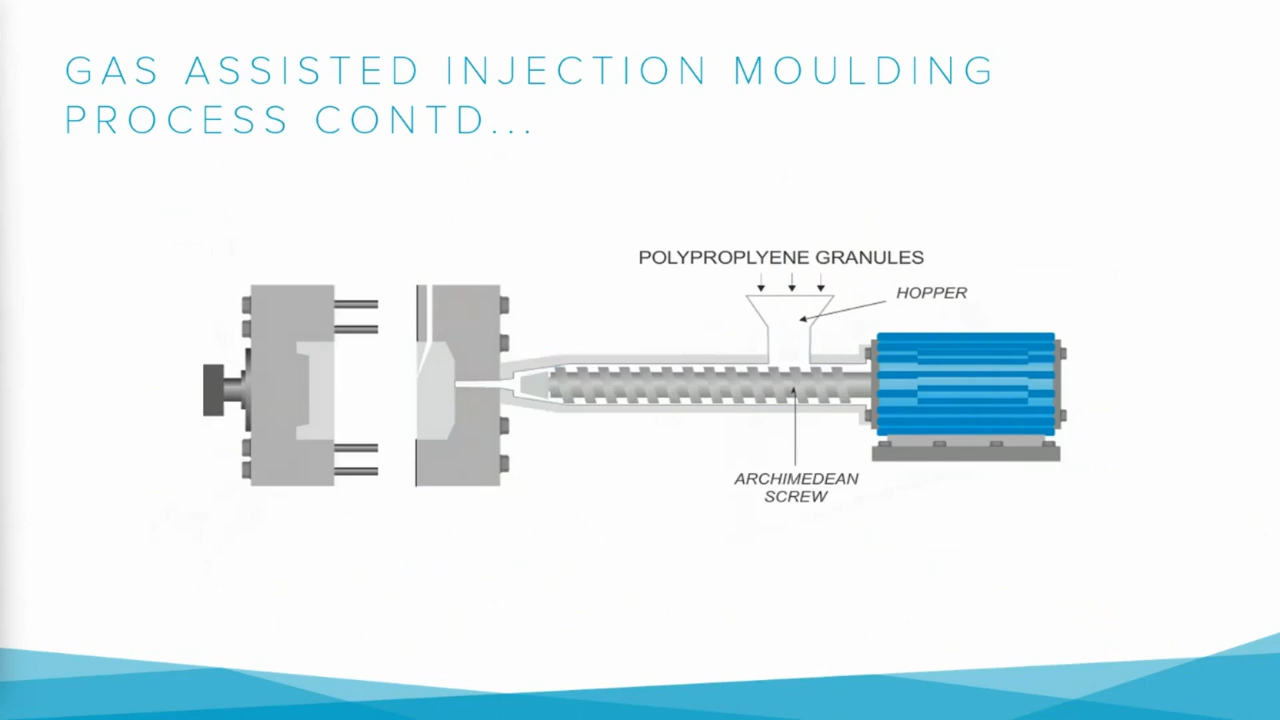 GAS ASSISTED INJECTION MOULDING
PROCESS CONTD...
POLYPROPLYENE GRANULES
HOPPER
ARCHIMEDEAN
SCREW